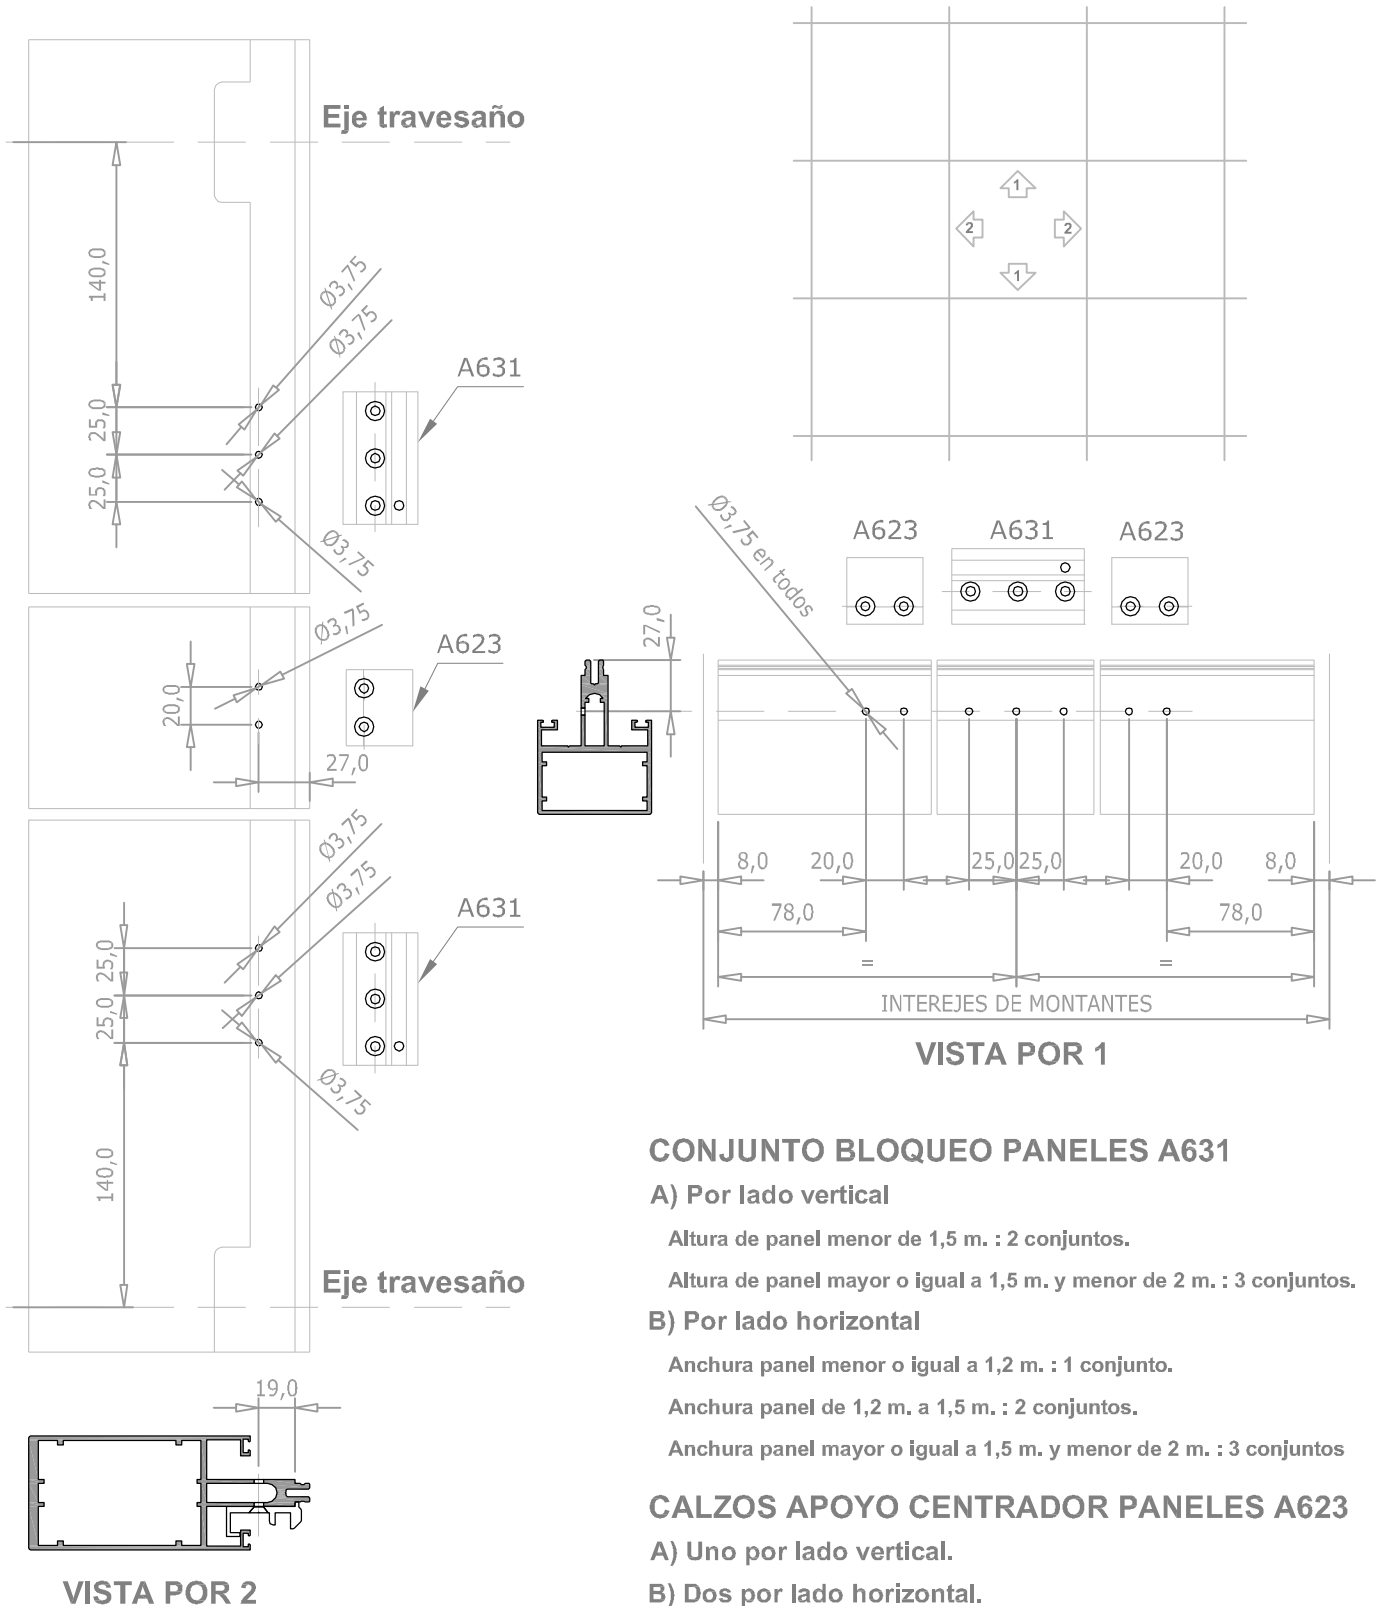 Eje travesaño
140,0
Ø3,75
Ø3,75
A631
25,0
25,0
Ø3,75
Ø3,75
A623
20,0
27,0
Ø3,75
Ø3,75
A631
25,0
25,0
Ø3,75
140,0
Eje travesaño
19,0
VISTA POR 2
1
2
2
1
Ø3,75 en todos
A623
A631
A623
27,0
8,0
20,0
25,0
25,0
20,0
8,0
78,0
78,0
=
=
INTEREJES DE MONTANTES
VISTA POR 1
CONJUNTO BLOQUEO PANELES A631
A) Por lado vertical
Altura de panel menor de 1,5 m. : 2 conjuntos.
Altura de panel mayor o igual a 1,5 m. y menor de 2 m. : 3 conjuntos.
B) Por lado horizontal
Anchura panel menor o igual a 1,2 m. : 1 conjunto.
Anchura panel de 1,2 m. a 1,5 m. : 2 conjuntos.
Anchura panel mayor o igual a 1,5 m. y menor de 2 m. : 3 conjuntos
CALZOS APOYO CENTRADOR PANELES A623
A) Uno por lado vertical.
B) Dos por lado horizontal.